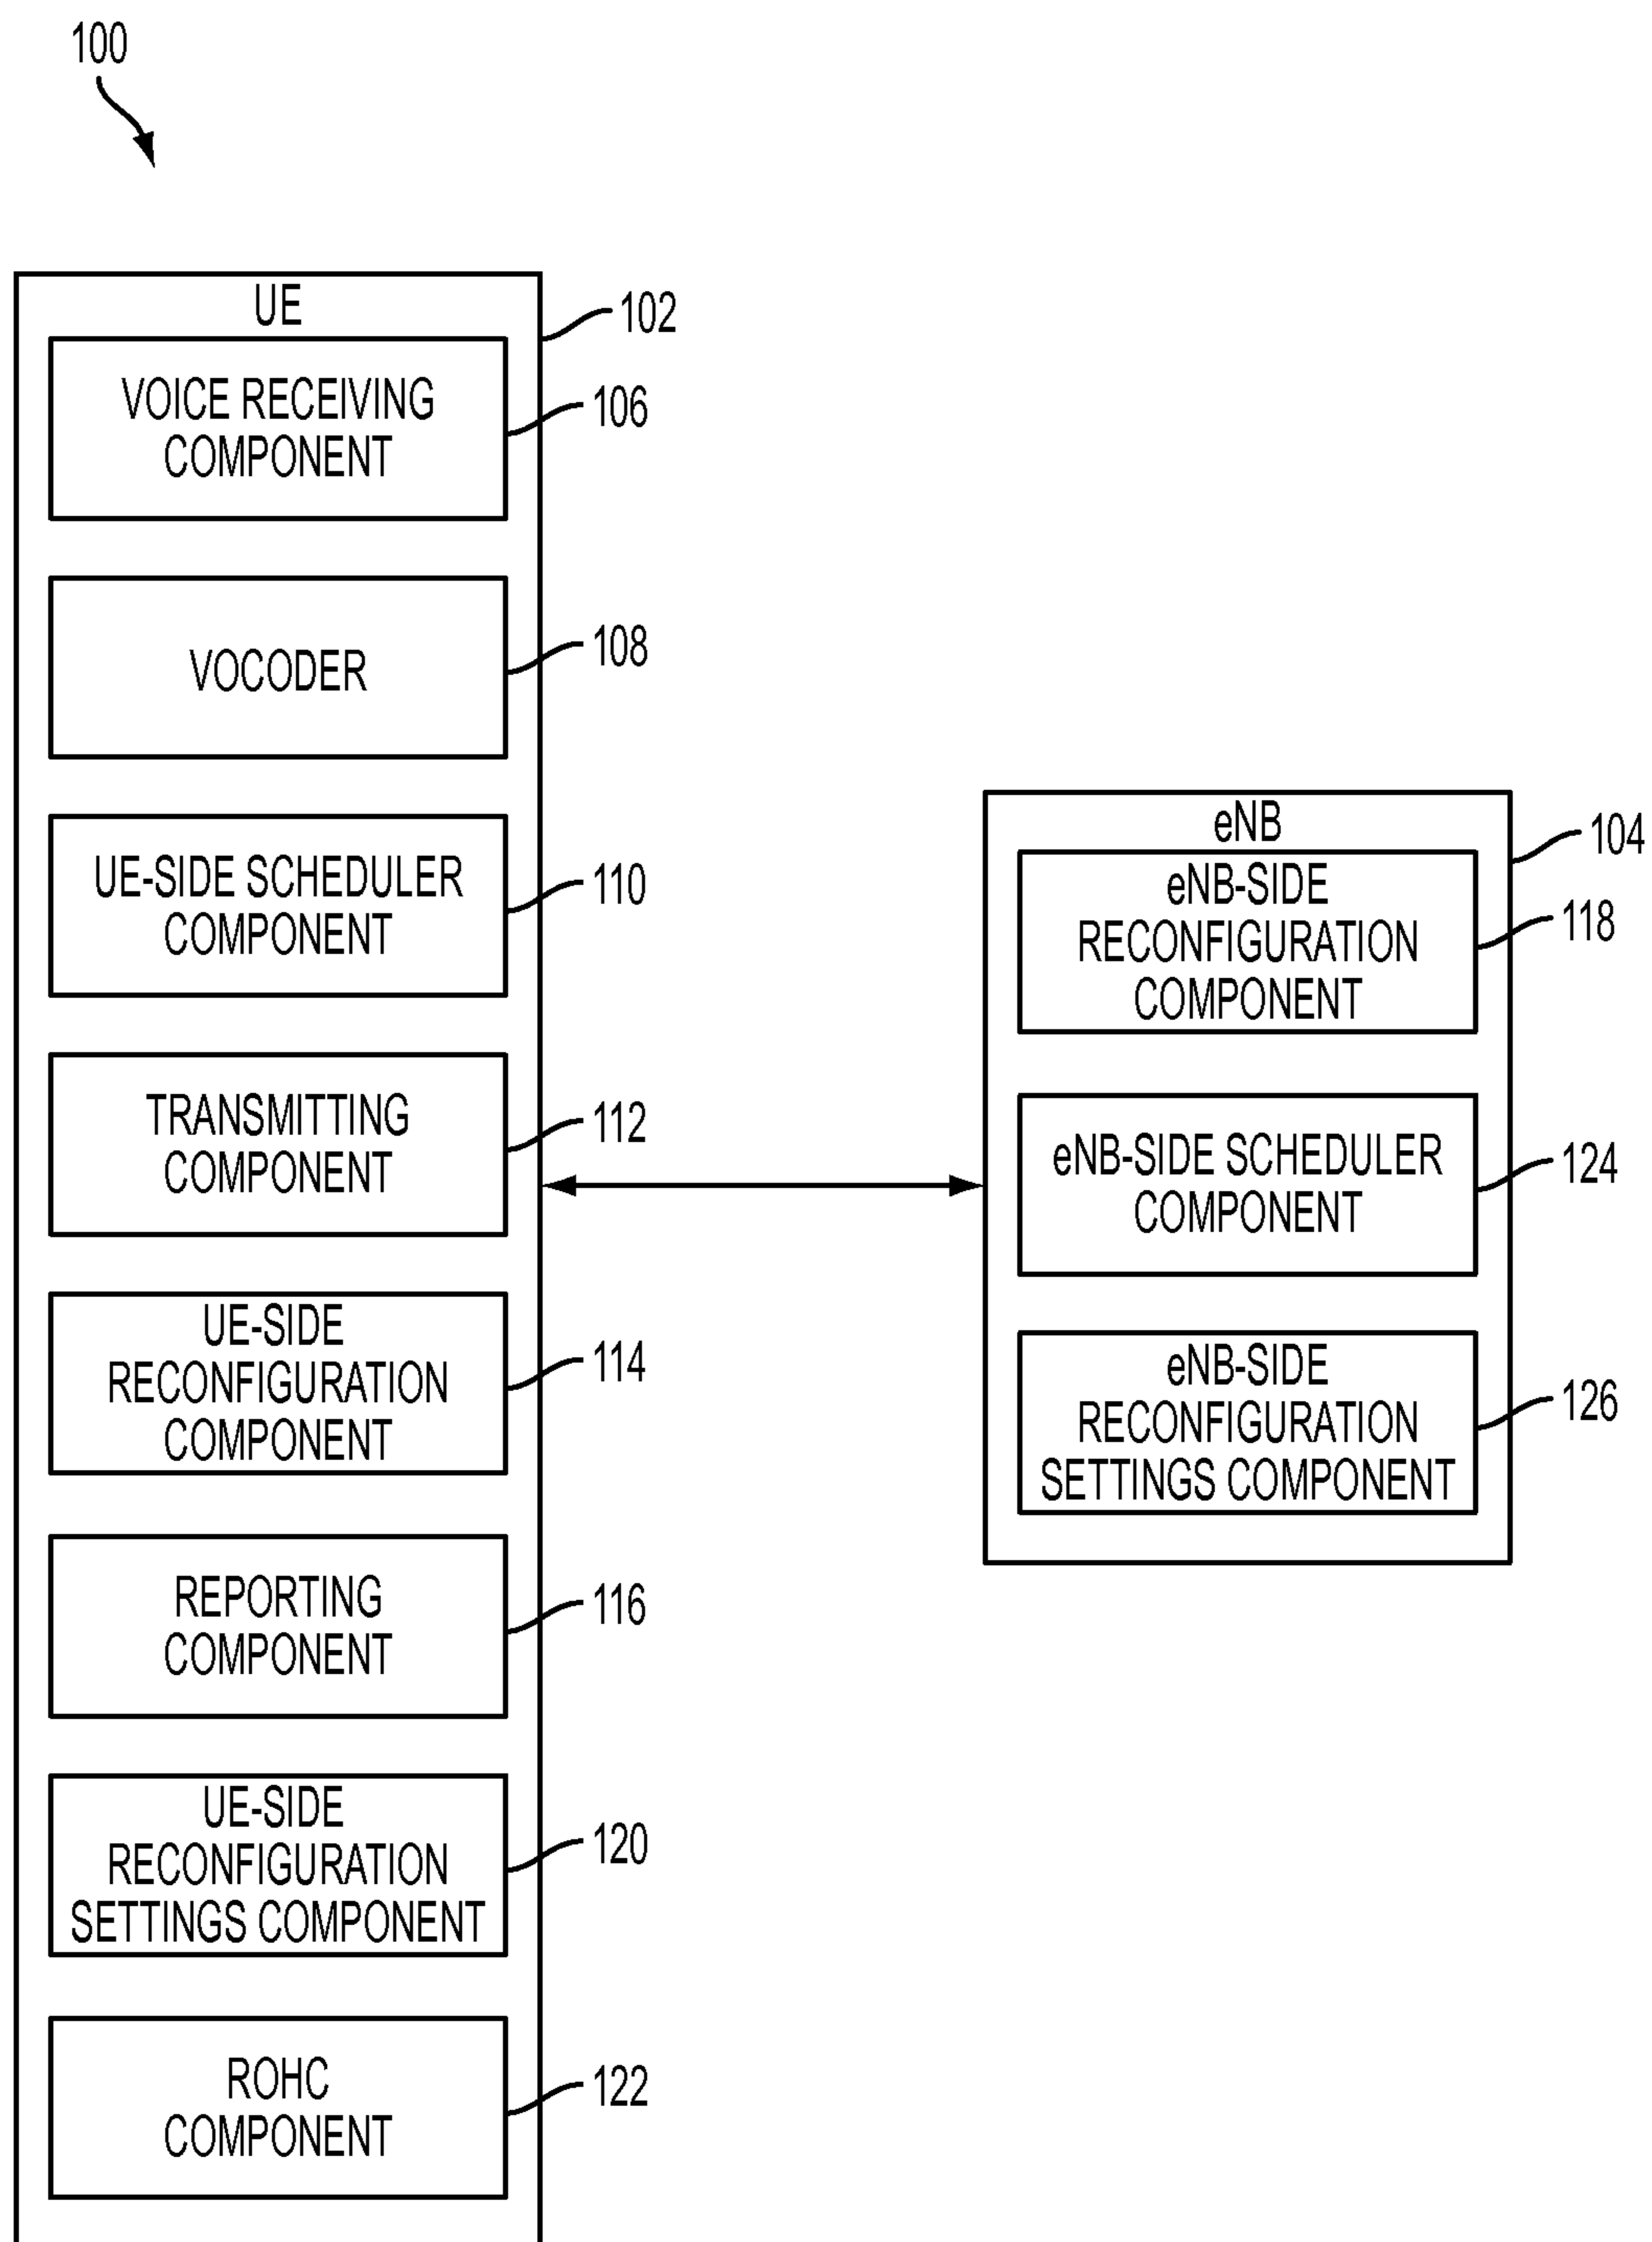 100
UE
102
VOICE RECEIVING
COMPONENT
106
VOCODER
108
UE-SIDE SCHEDULER
COMPONENT
110
TRANSMITTING
COMPONENT
112
UE-SIDE
RECONFIGURATION
COMPONENT
114
REPORTING
COMPONENT
116
UE-SIDE
RECONFIGURATION
SETTINGS COMPONENT
120
ROHC
COMPONENT
122
eNB
104
eNB-SIDE
RECONFIGURATION
COMPONENT
118
eNB-SIDE SCHEDULER
COMPONENT
124
eNB-SIDE
RECONFIGURATION
SETTINGS COMPONENT
126